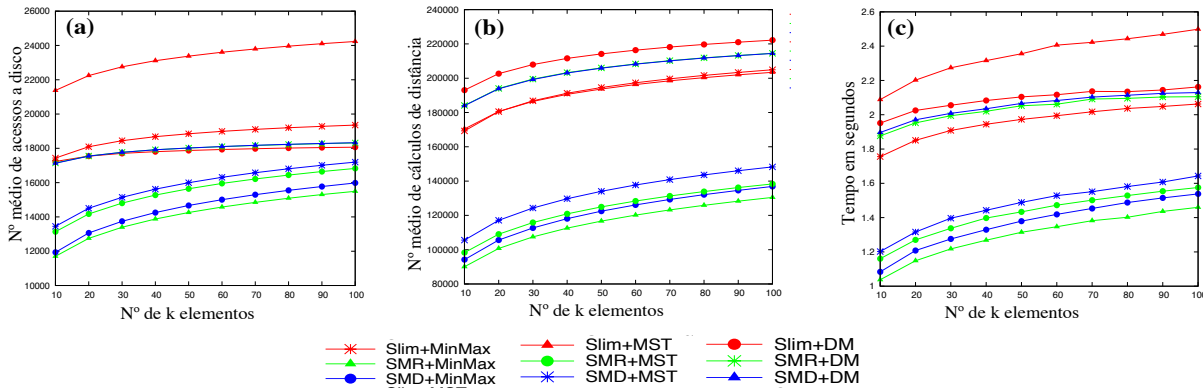 (a)
Nº médio de acessos a disco
26000
24000
22000
20000
18000
16000
14000
12000
10000
10 20 30 40 50 60 70 80 90 100
Nº de k elementos
(b)
Nº médio de cálculos de distância
240000
220000
200000
180000
160000
140000
120000
100000
80000
10 20 30 40 50 60 70 80 90 100
Nº de k elementos
(c)
Tempo em segundos
2.6
2.4
2.2
2
1.8
1.6
1.4
1.2
1
10 20 30 40 50 60 70 80 90 100
Nº de k elementos
Slim+MinMax Slim+MST Slim+DM
SMR+MinMax SMR+MST SMR+DM
SMD+MinMax SMD+MST SMD+DM